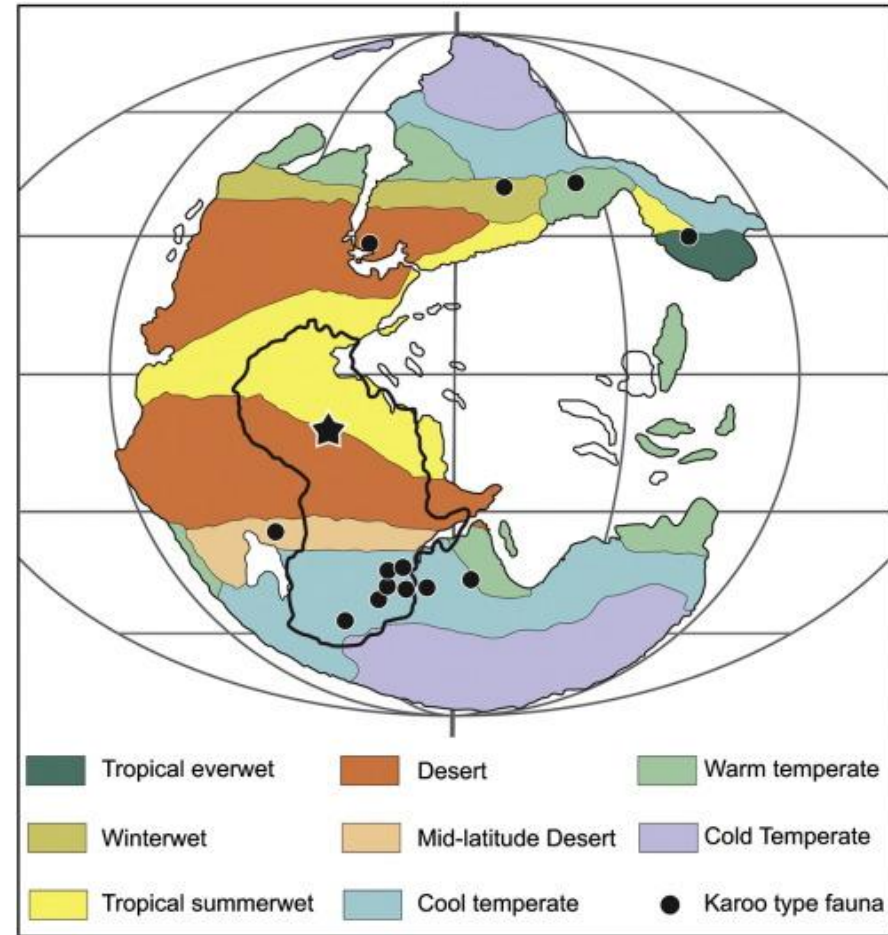 Tropical everwet
Desert
Warm temperate
Winterwet
Mid-latitude Desert
Cold Temperate
Tropical summerwet
Cool temperate
Karoo type fauna